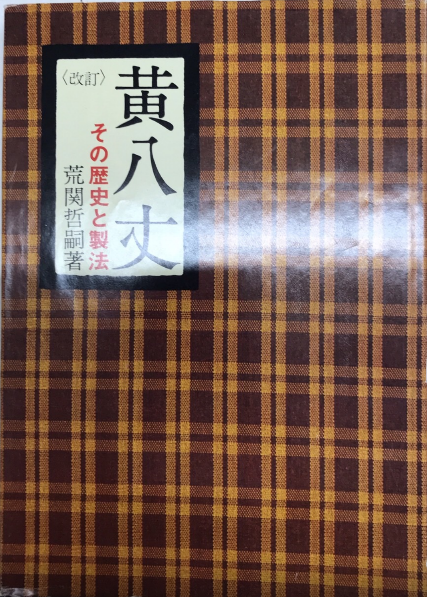 〈改訂〉
黄八丈
その歴史と製法
荒関哲嗣著